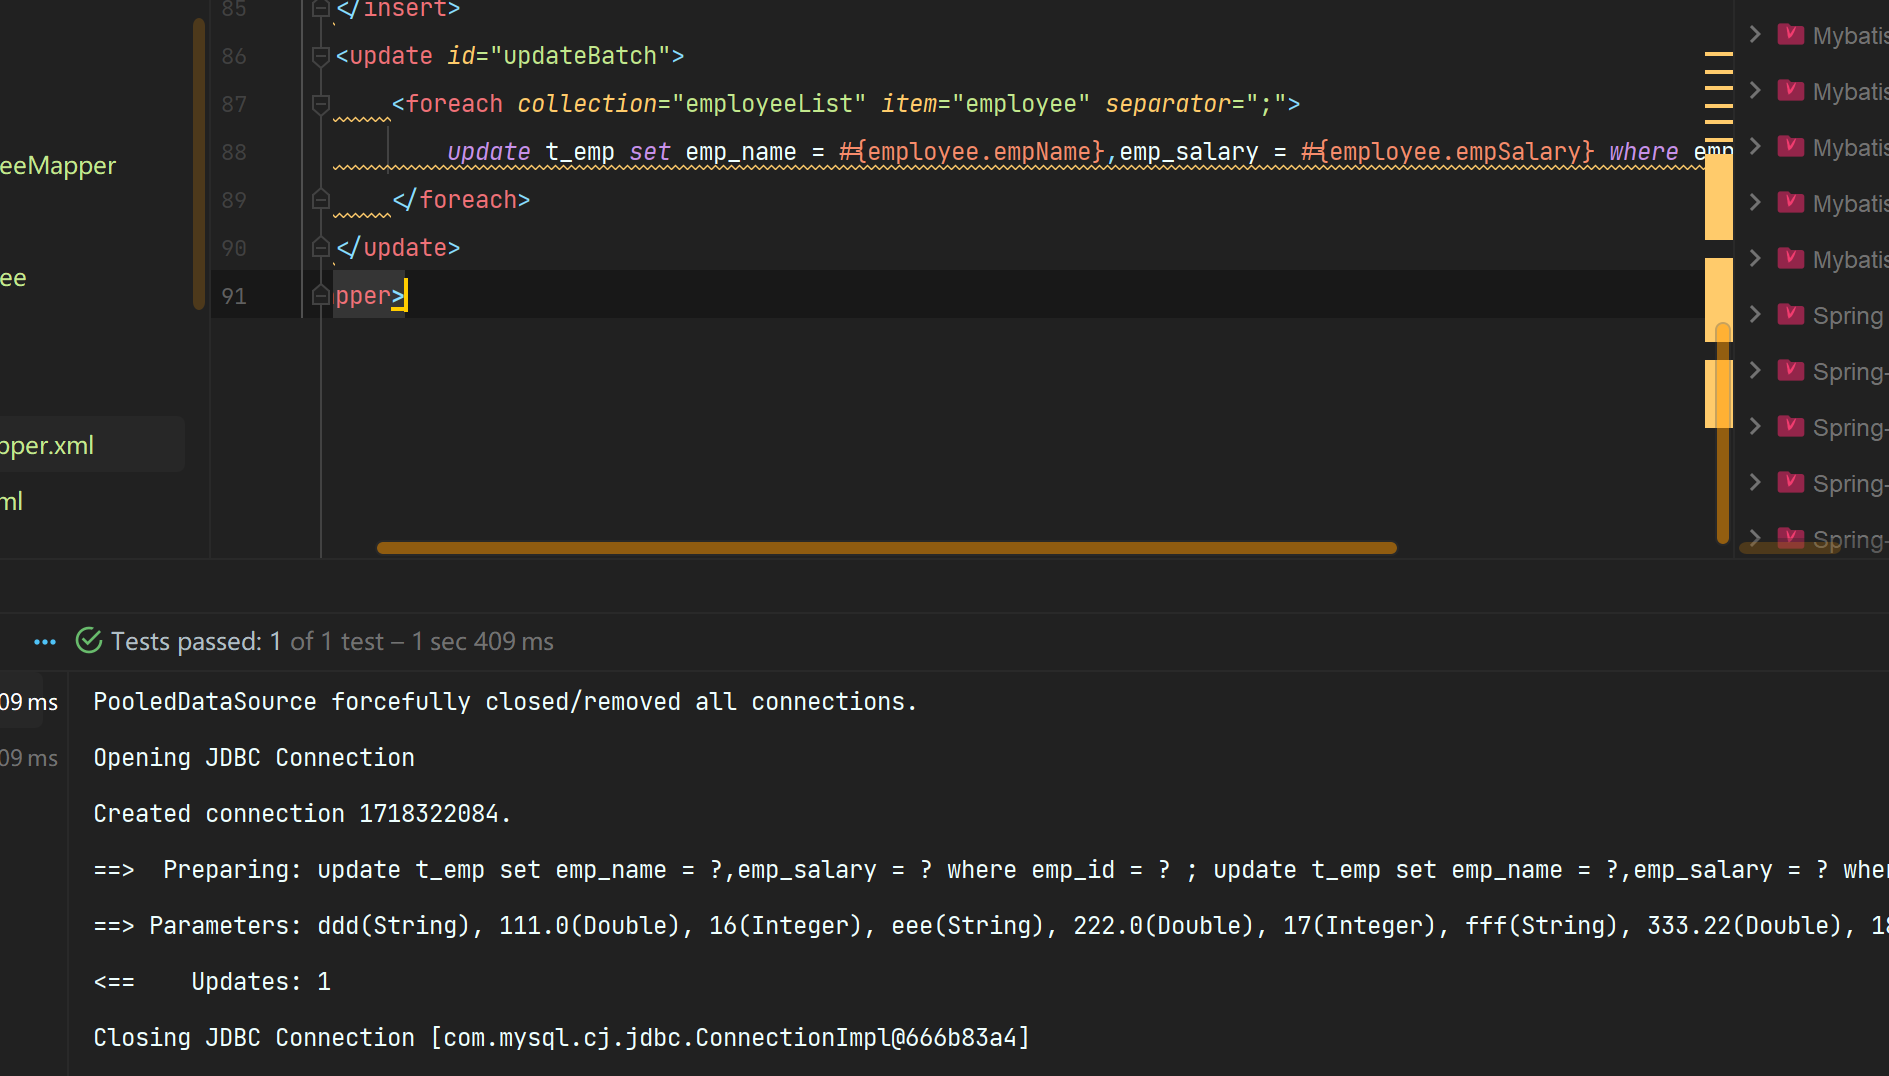 eeMapper
ee
pper.xml
ml
85 </insert>
86 <update id="updateBatch">
87 <foreach collection="employeeList" item="employee" separator=";">
88 update t_emp set emp_name = #{employee.empName},emp_salary = #{employee.empSalary} where emp
89 </foreach>
90 </update>
91 pper>
Mybatis
Mybatis
Mybatis
Mybatis
Mybatis
Spring
Spring-
Spring-
Spring-
Spring-
Tests passed: 1 of 1 test – 1 sec 409 ms
09 ms
09 ms
PooledDataSource forcefully closed/removed all connections.
Opening JDBC Connection
Created connection 1718322084.
==>  Preparing: update t_emp set emp_name = ?,emp_salary = ? where emp_id = ? ; update t_emp set emp_name = ?,emp_salary = ? wher
==> Parameters: ddd(String), 111.0(Double), 16(Integer), eee(String), 222.0(Double), 17(Integer), fff(String), 333.22(Double), 18
<==    Updates: 1
Closing JDBC Connection [com.mysql.cj.jdbc.ConnectionImpl@666b83a4]